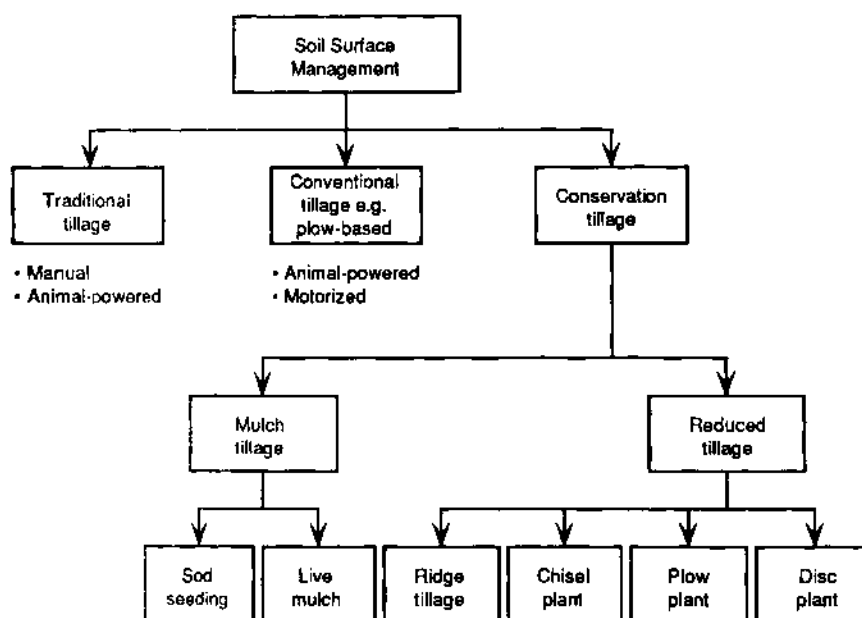 Soil Surface
Management
Traditional
tillage
Conventional
tillage e.g.
plow-based
Conservation
tillage
• Manual
• Animal-powered
• Animal-powered
• Motorized
Mulch
tillage
Reduced
tillage
Sod
seeding
Live
mulch
Ridge
tillage
Chisel
plant
Plow
plant
Disc
plant